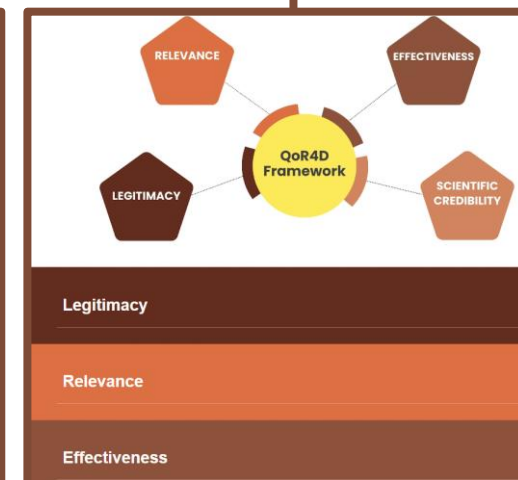 RELEVANCE
EFFECTIVENESS
QoR4D
Framework
LEGITIMACY
SCIENTIFIC
CREDIBILITY
Legitimacy
Relevance
Effectiveness